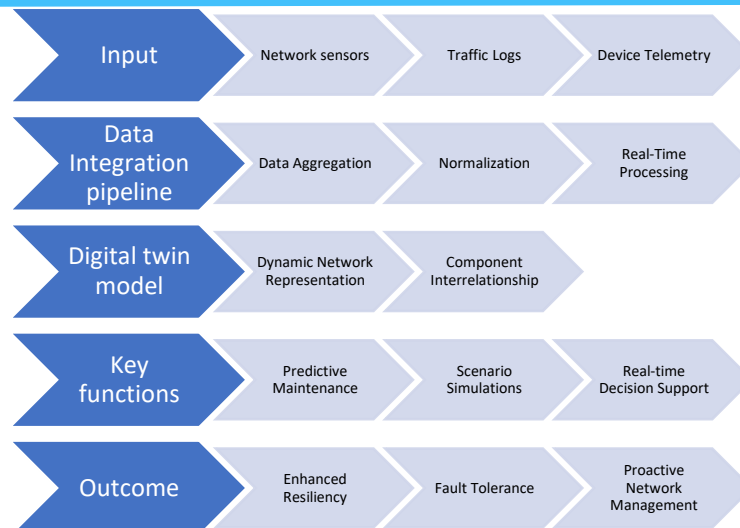 Input
Network sensors
Traffic Logs
Device Telemetry
Data
Integration
pipeline
Data Aggregation
Normalization
Real-Time
Processing
Digital twin
model
Dynamic Network
Representation
Component
Interrelationship
Key
functions
Predictive
Maintenance
Scenario
Simulations
Real-time
Decision Support
Outcome
Enhanced
Resiliency
Fault Tolerance
Proactive
Network
Management